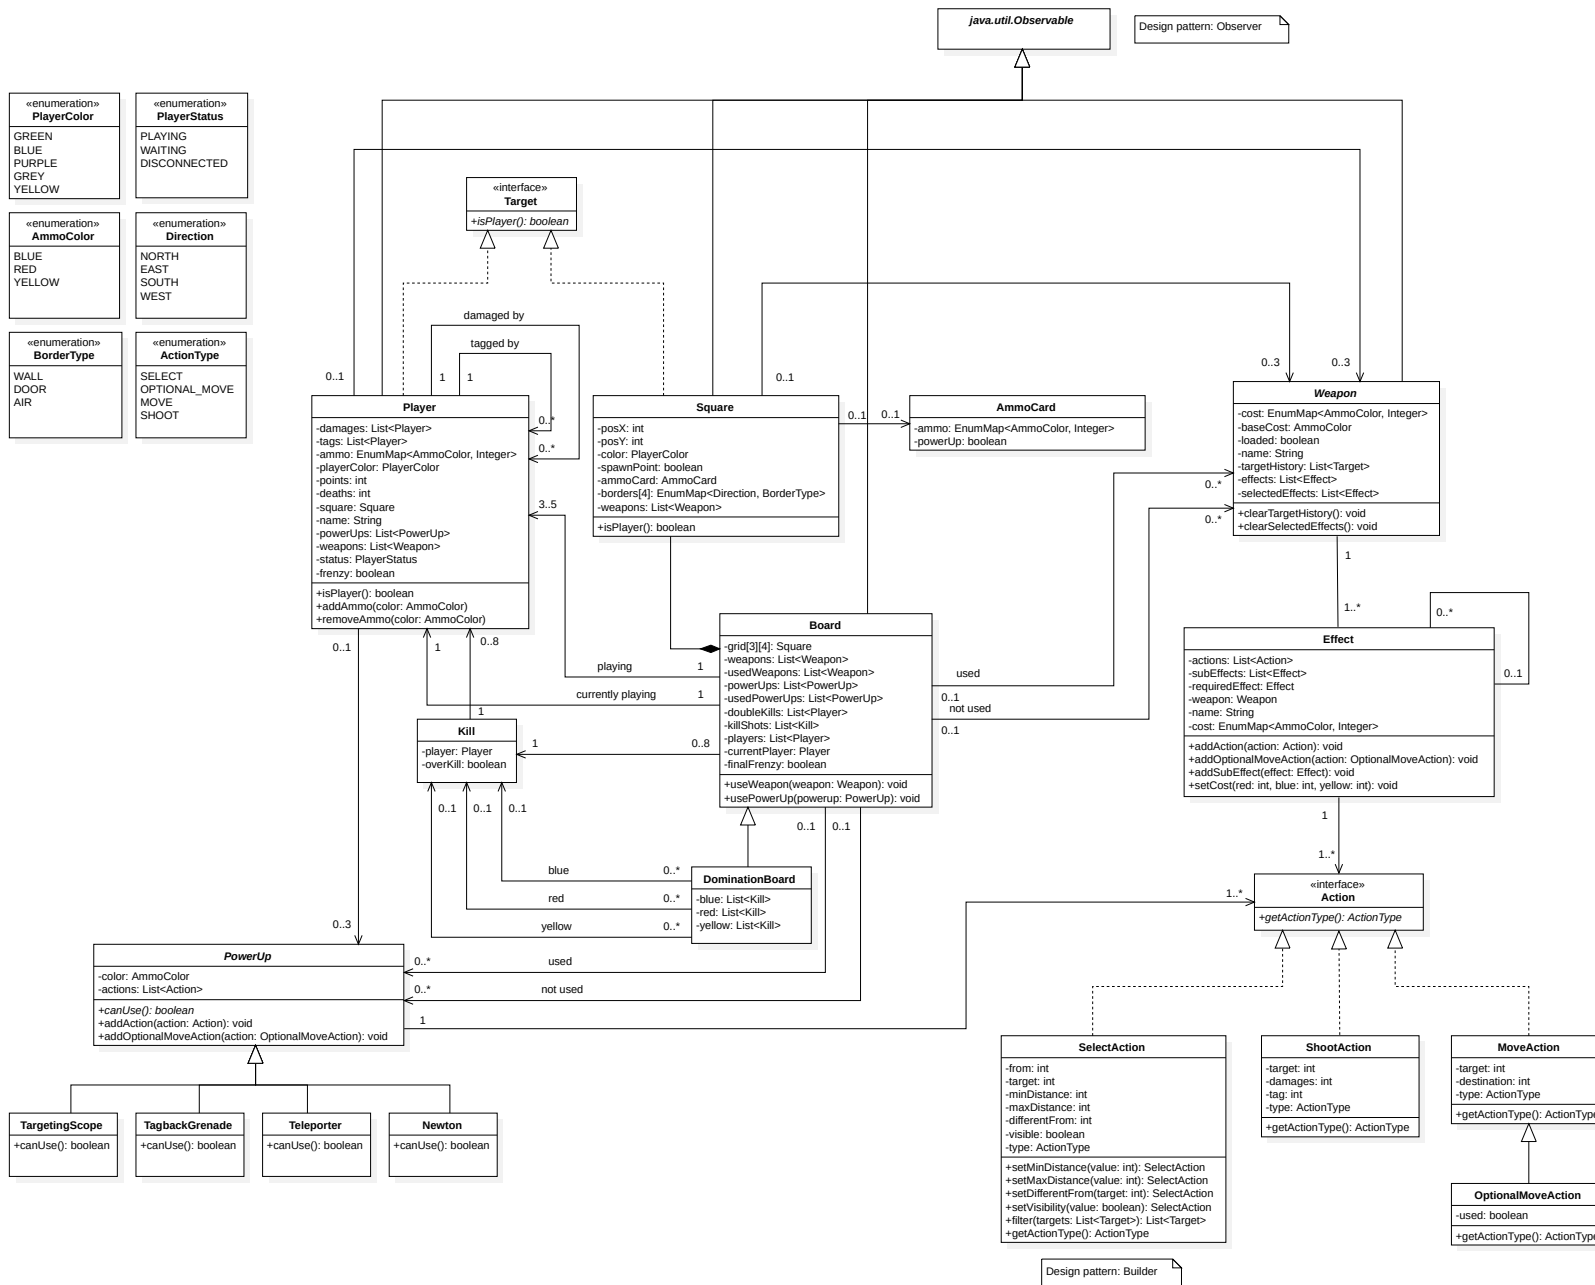 java.util.Observable
Design pattern: Observer
«enumeration»
PlayerColor
GREEN
BLUE
PURPLE
GREY
YELLOW
«enumeration»
PlayerStatus
PLAYING
WAITING
DISCONNECTED
«interface»
Target
+isPlayer(): boolean
«enumeration»
AmmoColor
BLUE
RED
YELLOW
«enumeration»
Direction
NORTH
EAST
SOUTH
WEST
«enumeration»
BorderType
WALL
DOOR
AIR
«enumeration»
ActionType
SELECT
OPTIONAL_MOVE
MOVE
SHOOT
damaged by
tagged by
0..1
1
1
0..1
0..3
0..3
0..*
0..*
3..5
Player
-damages: List<Player>
-tags: List<Player>
-ammo: EnumMap<AmmoColor, Integer>
-playerColor: PlayerColor
-points: int
-deaths: int
-square: Square
-name: String
-powerUps: List<PowerUp>
-weapons: List<Weapon>
-status: PlayerStatus
-frenzy: boolean
+isPlayer(): boolean
+addAmmo(color: AmmoColor)
+removeAmmo(color: AmmoColor)
Square
-posX: int
-posY: int
-color: PlayerColor
-spawnPoint: boolean
-ammoCard: AmmoCard
-borders[4]: EnumMap<Direction, BorderType>
-weapons: List<Weapon>
+isPlayer(): boolean
0..1
0..1
AmmoCard
-ammo: EnumMap<AmmoColor, Integer>
-powerUp: boolean
Weapon
-cost: EnumMap<AmmoColor, Integer>
-baseCost: AmmoColor
-loaded: boolean
-name: String
-targetHistory: List<Target>
-effects: List<Effect>
-selectedEffects: List<Effect>
+clearTargetHistory(): void
+clearSelectedEffects(): void
0..*
0..*
1
1..*
0..*
0..1
Effect
-actions: List<Action>
-subEffects: List<Effect>
-requiredEffect: Effect
-weapon: Weapon
-name: String
-cost: EnumMap<AmmoColor, Integer>
+addAction(action: Action): void
+addOptionalMoveAction(action: OptionalMoveAction): void
+addSubEffect(effect: Effect): void
+setCost(red: int, blue: int, yellow: int): void
0..1
1
0..8
playing
1
currently playing
1
1
Board
-grid[3][4]: Square
-weapons: List<Weapon>
-usedWeapons: List<Weapon>
-powerUps: List<PowerUp>
-usedPowerUps: List<PowerUp>
-doubleKills: List<Player>
-killShots: List<Kill>
-players: List<Player>
-currentPlayer: Player
-finalFrenzy: boolean
+useWeapon(weapon: Weapon): void
+usePowerUp(powerup: PowerUp): void
used
0..1
not used
0..1
Kill
-player: Player
-overKill: boolean
1
0..8
0..1
0..1
0..1
0..1
0..1
blue
0..*
red
0..*
yellow
0..*
DominationBoard
-blue: List<Kill>
-red: List<Kill>
-yellow: List<Kill>
1
1..*
«interface»
Action
+getActionType(): ActionType
1..*
0..3
PowerUp
-color: AmmoColor
-actions: List<Action>
+canUse(): boolean
+addAction(action: Action): void
+addOptionalMoveAction(action: OptionalMoveAction): void
0..*
used
0..*
not used
1
TargetingScope
+canUse(): boolean
TagbackGrenade
+canUse(): boolean
Teleporter
+canUse(): boolean
Newton
+canUse(): boolean
SelectAction
-from: int
-target: int
-minDistance: int
-maxDistance: int
-differentFrom: int
-visible: boolean
-type: ActionType
+setMinDistance(value: int): SelectAction
+setMaxDistance(value: int): SelectAction
+setDifferentFrom(target: int): SelectAction
+setVisibility(value: boolean): SelectAction
+filter(targets: List<Target>): List<Target>
+getActionType(): ActionType
ShootAction
-target: int
-damages: int
-tag: int
-type: ActionType
+getActionType(): ActionType
MoveAction
-target: int
-destination: int
-type: ActionType
+getActionType(): ActionType
OptionalMoveAction
-used: boolean
+getActionType(): ActionType
Design pattern: Builder